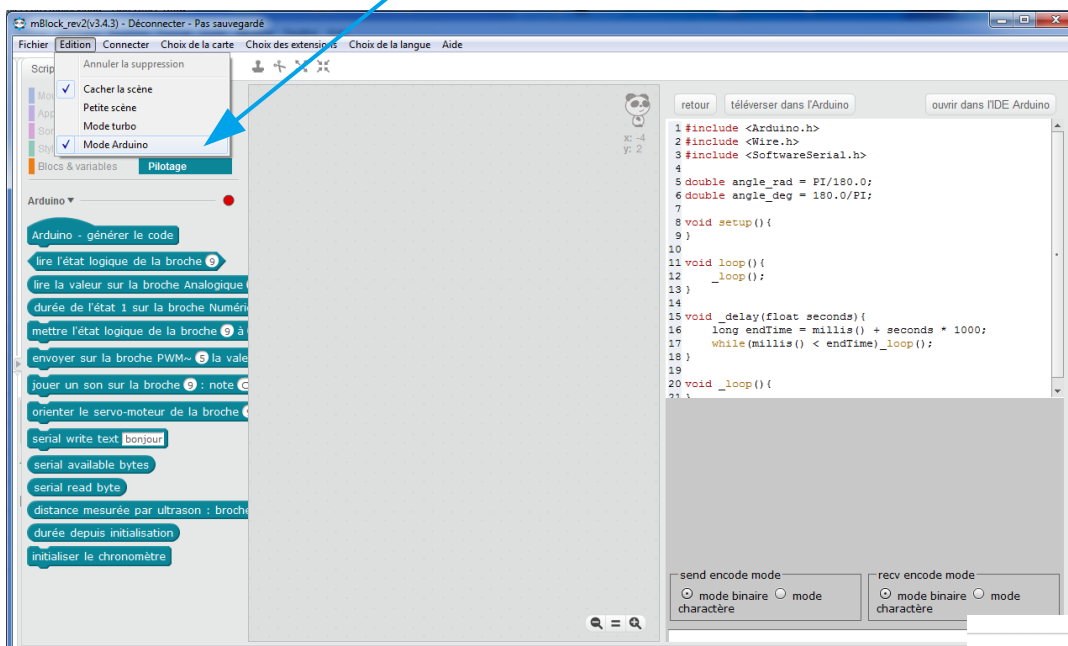 mBlock_rev2(v3.4.3) - Déconnecter - Pas sauvegardé
Fichier Edition Connecter Choix de la carte Choix des extensions Choix de la langue Aide
Scrip
Annuler la suppression
Cacher la scène
Petite scène
Mode turbo
Mode Arduino
Mou
App
Son
Styl
Blocs & variables Pilotage
Arduino
Arduino - générer le code
lire l'état logique de la broche 9
lire la valeur sur la broche Analogique
durée de l'état 1 sur la broche Numéri
mettre l'état logique de la broche 9 à
envoyer sur la broche PWM~ 5 la vale
jouer un son sur la broche 9 : note C
orienter le servo-moteur de la broche
serial write text bonjour
serial available bytes
serial read byte
distance mesurée par ultrason : broche
durée depuis initialisation
initialiser le chronomètre
x: -4
y: 2
retour téléverser dans l'Arduino ouvrir dans l'IDE Arduino
1 #include <Arduino.h>
2 #include <Wire.h>
3 #include <SoftwareSerial.h>
4
5 double angle_rad = PI/180.0;
6 double angle_deg = 180.0/PI;
7
8 void setup(){
9 }
10
11 void loop(){
12 _loop();
13 }
14
15 void _delay(float seconds){
16 long endTime = millis() + seconds * 1000;
17 while(millis() < endTime)_loop();
18 }
19
20 void _loop(){
21 }
send encode mode
mode binaire mode
charactère
recv encode mode
mode binaire mode
charactère